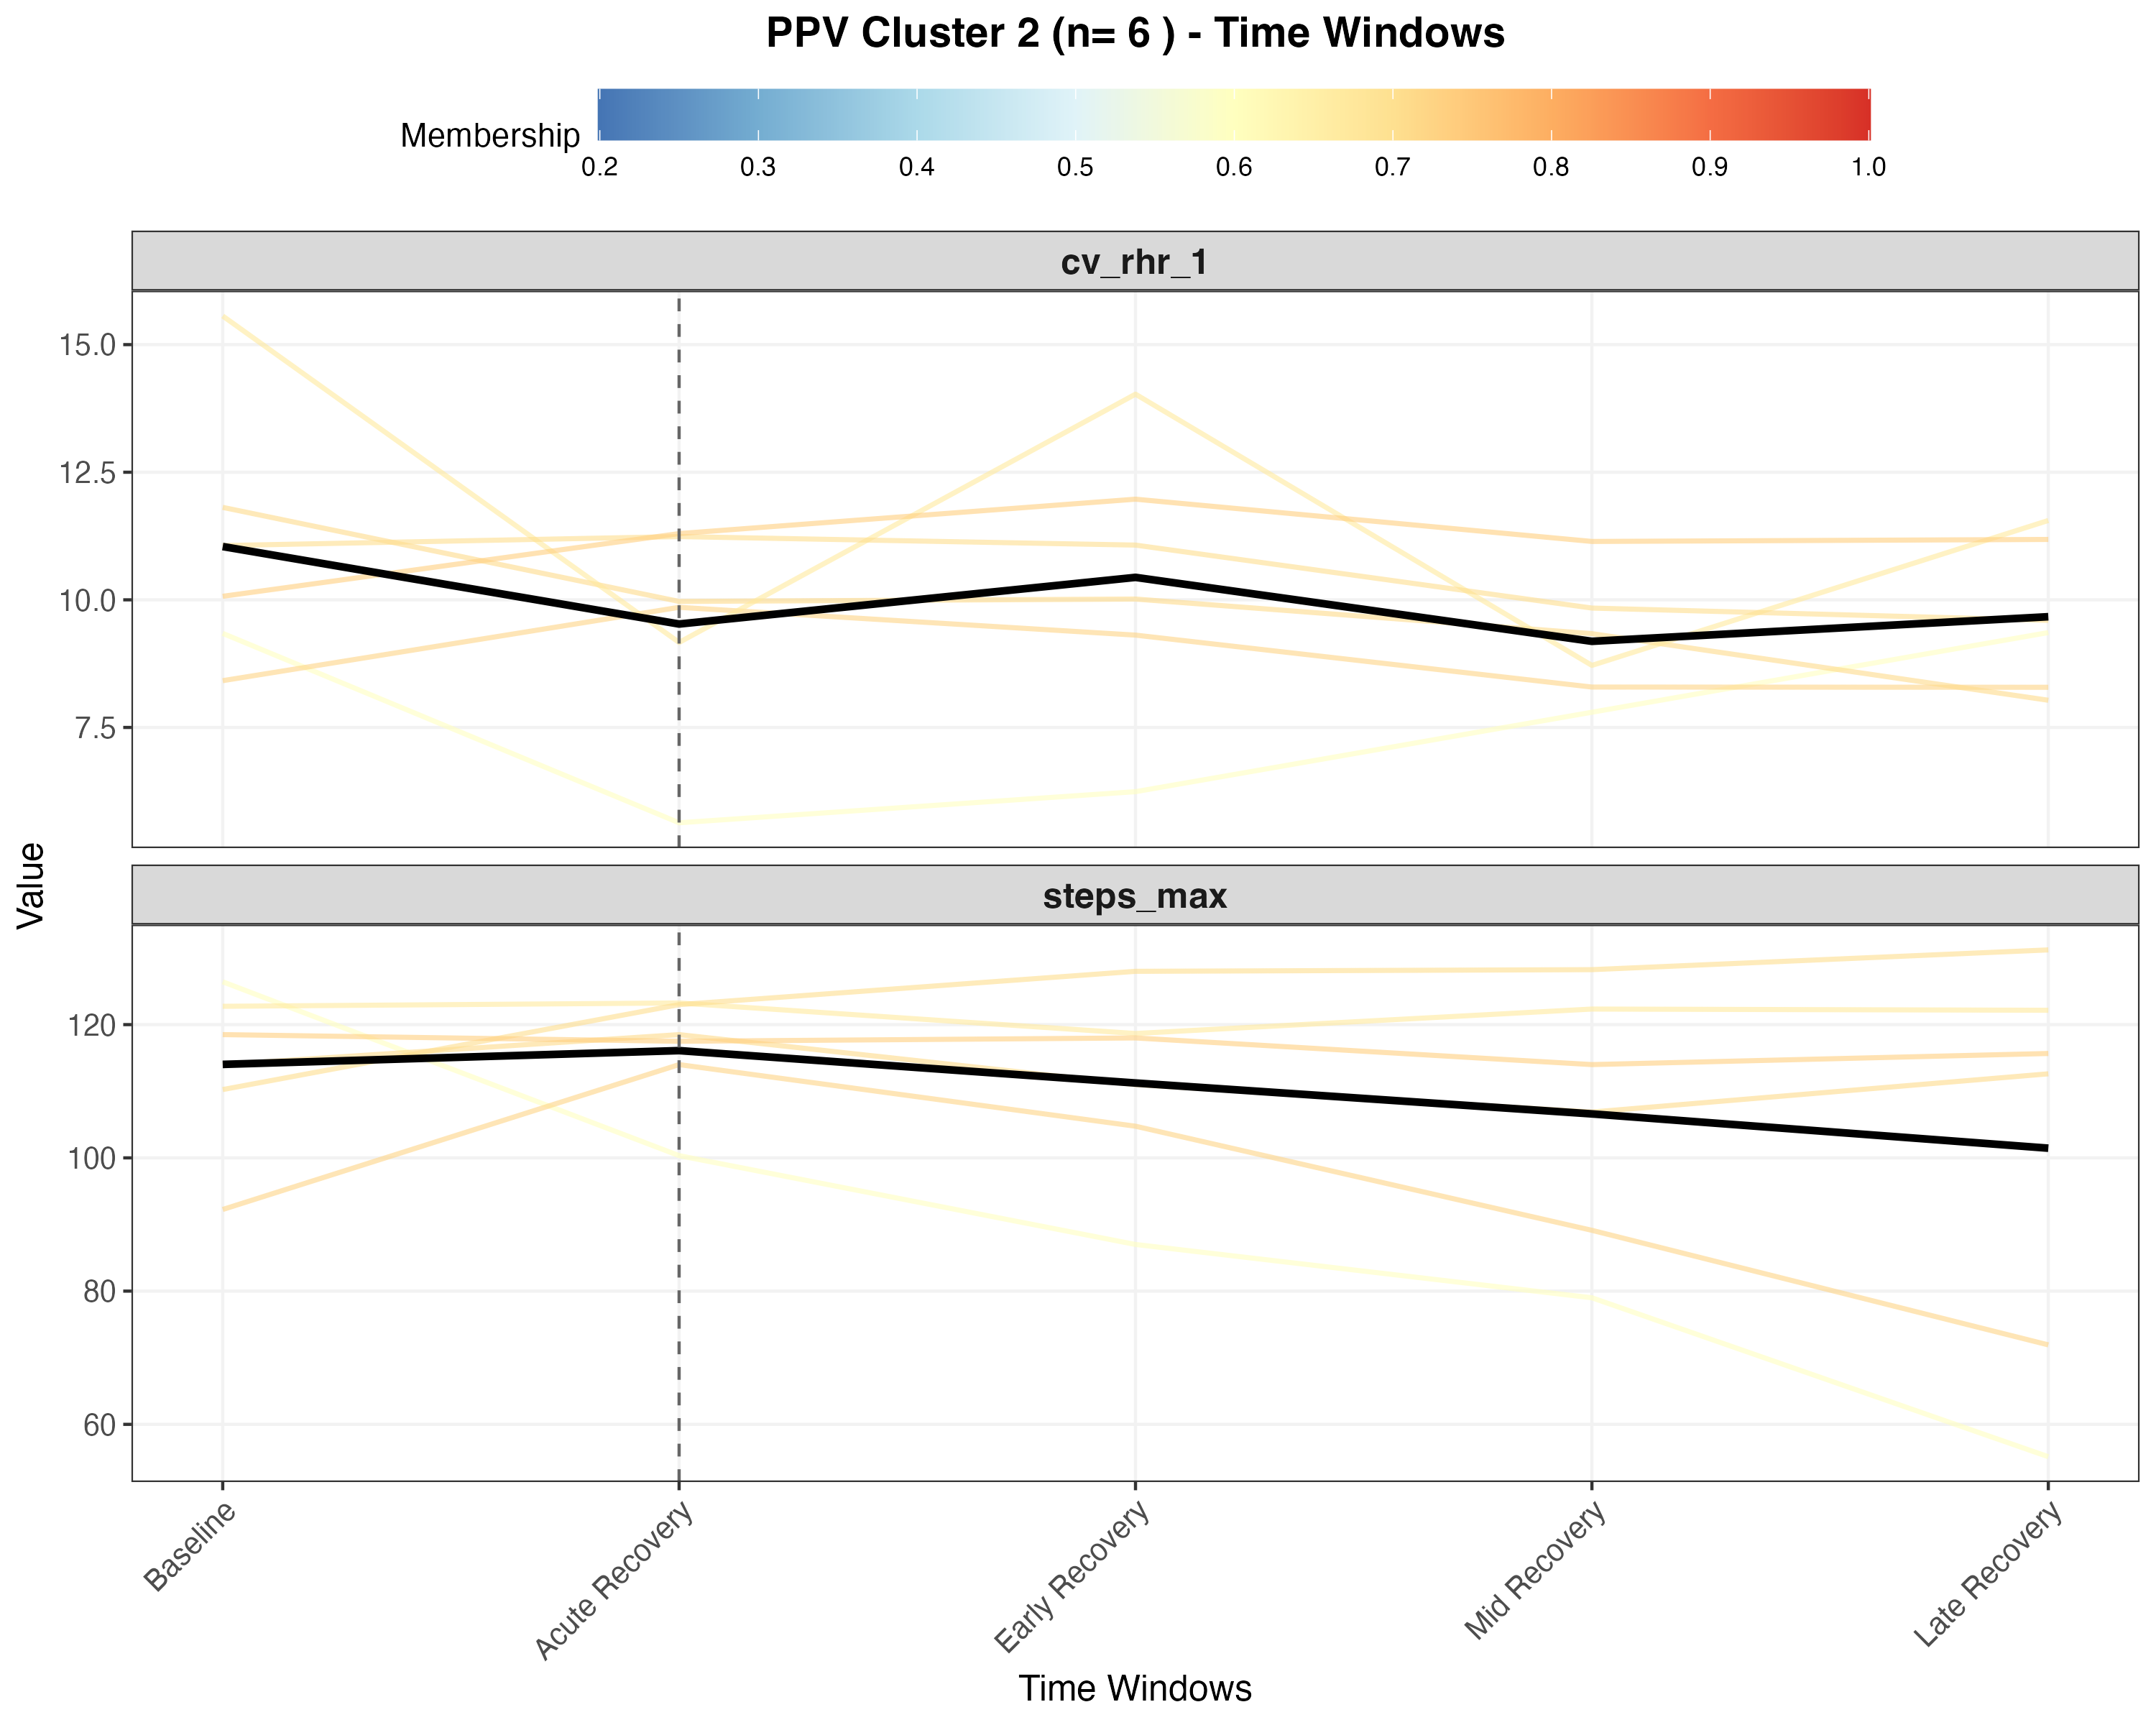 PPV Cluster 2 (n= 6 ) - Time Windows
Membership
0.2 0.3 0.4 0.5 0.6 0.7 0.8 0.9 1.0
cv_rhr_1
15.0
12.5
10.0
7.5
Value
steps_max
120
100
80
60
Baseline
Acute Recovery
Early Recovery
Mid Recovery
Late Recovery
Time Windows